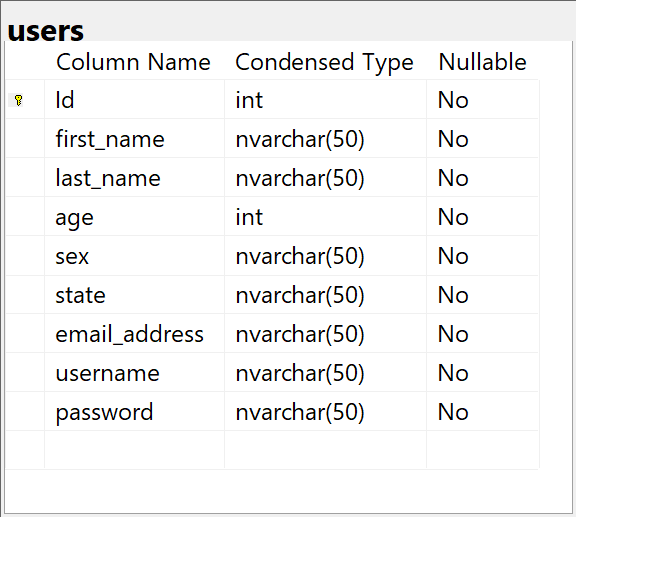 users
Column Name Condensed Type Nullable
Id int No
first_name nvarchar(50) No
last_name nvarchar(50) No
age int No
sex nvarchar(50) No
state nvarchar(50) No
email_address nvarchar(50) No
username nvarchar(50) No
password nvarchar(50) No